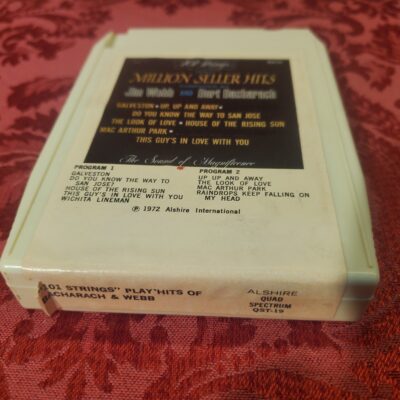 101 Strings
MILLION SELLER HITS
Jim Webb AND Burt Bacharach
GALVESTON • UP, UP AND AWAY •
DO YOU KNOW THE WAY TO SAN JOSE
THE LOOK OF LOVE • HOUSE OF THE RISING SUN
MAC ARTHUR PARK •
THIS GUY'S IN LOVE WITH YOU
The Sound of Magnificence
PROGRAM 1
GALVESTON
DO YOU KNOW THE WAY TO
SAN JOSE?
HOUSE OF THE RISING SUN
THIS GUY'S IN LOVE WITH YOU
WICHITA LINEMAN
PROGRAM 2
UP UP AND AWAY
THE LOOK OF LOVE
MAC ARTHUR PARK
RAINDROPS KEEP FALLING ON
MY HEAD
℗ 1972 Alshire International
"101 STRINGS" PLAY'HITS OF
BACHARACH & WEBB
ALSHIRE
QUAD
SPECTRUM
QST-19